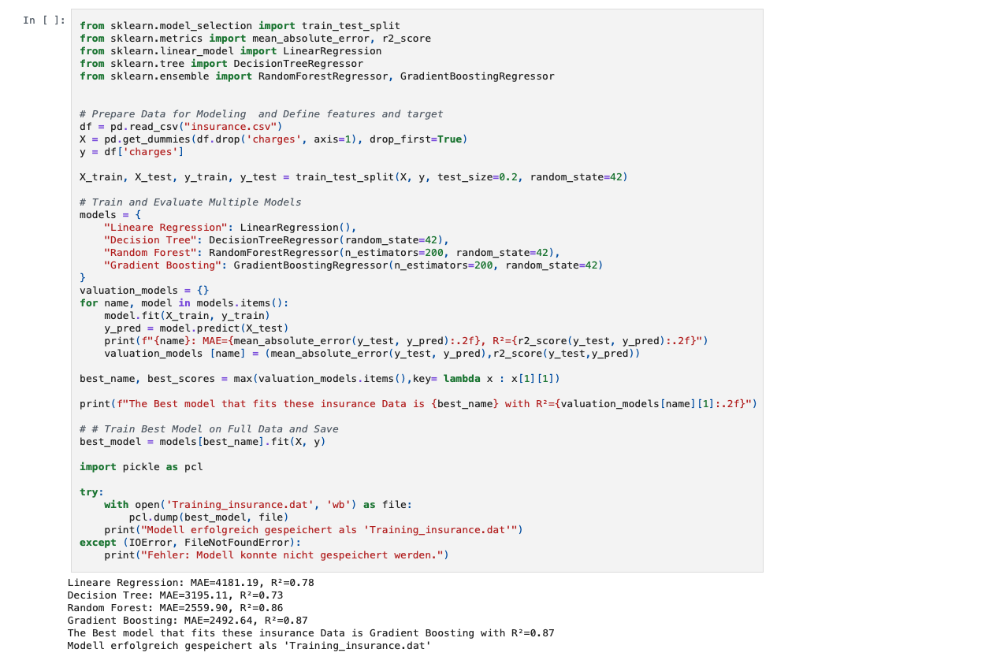 In [ ]:
from sklearn.model_selection import train_test_split
from sklearn.metrics import mean_absolute_error, r2_score
from sklearn.linear_model import LinearRegression
from sklearn.tree import DecisionTreeRegressor
from sklearn.ensemble import RandomForestRegressor, GradientBoostingRegressor
# Prepare Data for Modeling  and Define features and target
df = pd.read_csv("insurance.csv")
X = pd.get_dummies(df.drop('charges', axis=1), drop_first=True)
y = df['charges']
X_train, X_test, y_train, y_test = train_test_split(X, y, test_size=0.2, random_state=42)
# Train and Evaluate Multiple Models
models = {
    "Lineare Regression": LinearRegression(),
    "Decision Tree": DecisionTreeRegressor(random_state=42),
    "Random Forest": RandomForestRegressor(n_estimators=200, random_state=42),
    "Gradient Boosting": GradientBoostingRegressor(n_estimators=200, random_state=42)
}
valuation_models = {}
for name, model in models.items():
    model.fit(X_train, y_train)
    y_pred = model.predict(X_test)
    print(f"{name}: MAE={mean_absolute_error(y_test, y_pred):.2f}, R²={r2_score(y_test, y_pred):.2f}")
    valuation_models [name] = (mean_absolute_error(y_test, y_pred),r2_score(y_test,y_pred))
best_name, best_scores = max(valuation_models.items(),key= lambda x : x[1][1])
print(f"The Best model that fits these insurance Data is {best_name} with R²={valuation_models[name][1]:.2f}")
# # Train Best Model on Full Data and Save
best_model = models[best_name].fit(X, y)
import pickle as pcl
try:
    with open('Training_insurance.dat', 'wb') as file:
        pcl.dump(best_model, file)
    print("Modell erfolgreich gespeichert als 'Training_insurance.dat'")
except (IOError, FileNotFoundError):
    print("Fehler: Modell konnte nicht gespeichert werden.")
Lineare Regression: MAE=4181.19, R²=0.78
Decision Tree: MAE=3195.11, R²=0.73
Random Forest: MAE=2559.90, R²=0.86
Gradient Boosting: MAE=2492.64, R²=0.87
The Best model that fits these insurance Data is Gradient Boosting with R²=0.87
Modell erfolgreich gespeichert als 'Training_insurance.dat'